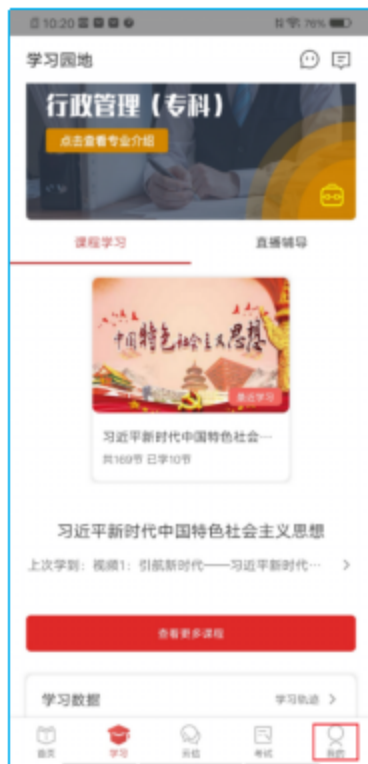 10:20
76%
学习园地
行政管理（专科）
点击查看专业介绍
课程学习
直播辅导
中国特色社会主义思想
最近学习
习近平新时代中国特色社会…
共169节 已学10节
习近平新时代中国特色社会主义思想
上次学到：视频1：引航新时代——习近平新时代…
查看更多课程
学习数据
学习轨迹
首页
学习
考试
我的